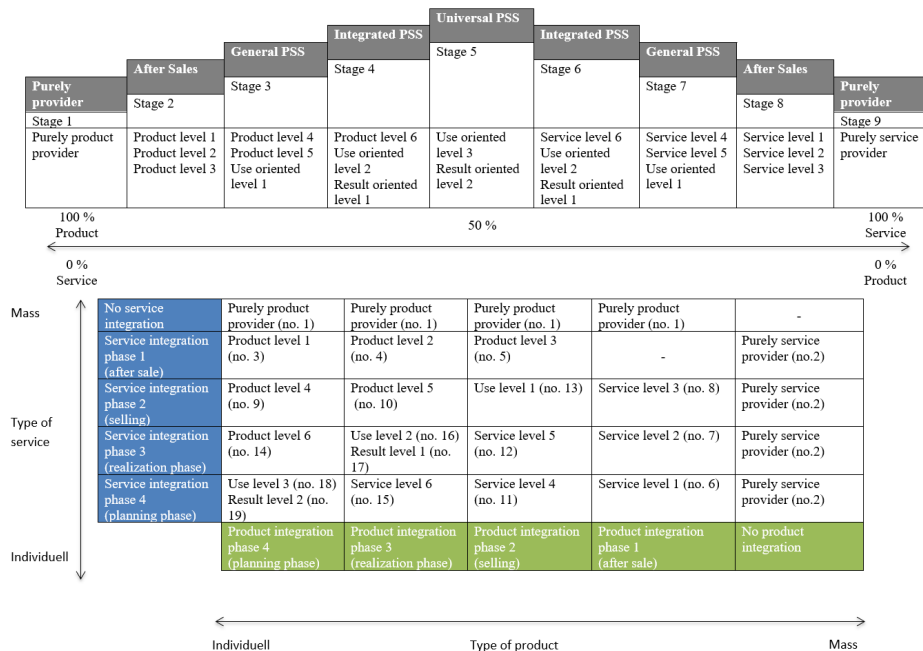 Universal PSS
Integrated PSS
Integrated PSS
General PSS
General PSS
After Sales
After Sales
Purely
provider
Purely
provider
Stage 1
Stage 2
Stage 3
Stage 4
Stage 5
Stage 6
Stage 7
Stage 8
Stage 9
Purely product
provider
Product level 1
Product level 2
Product level 3
Product level 4
Product level 5
Use oriented
level 1
Product level 6
Use oriented
level 2
Result oriented
level 1
Use oriented
level 3
Result oriented
level 2
Service level 6
Use oriented
level 2
Result oriented
level 1
Service level 4
Service level 5
Use oriented
level 1
Service level 1
Service level 2
Service level 3
Purely service
provider
100 %
Product
50 %
100 %
Service
0 %
Service
0 %
Product
Mass
Type of
service
Individuell
No service
integration
Purely product
provider (no. 1)
Purely product
provider (no. 1)
Purely product
provider (no. 1)
Purely product
provider (no. 1)
-
Service integration
phase 1
(after sale)
Product level 1
(no. 3)
Product level 2
(no. 4)
Product level 3
(no. 5)
-
Purely service
provider (no.2)
Service integration
phase 2
(selling)
Product level 4
(no. 9)
Product level 5
(no. 10)
Use level 1 (no. 13)
Service level 3 (no. 8)
Purely service
provider (no.2)
Service integration
phase 3
(realization phase)
Product level 6
(no. 14)
Use level 2 (no. 16)
Result level 1 (no.
17)
Service level 5
(no. 12)
Service level 2 (no. 7)
Purely service
provider (no.2)
Service integration
phase 4
(planning phase)
Use level 3 (no. 18)
Result level 2 (no.
19)
Service level 6
(no. 15)
Service level 4
(no. 11)
Service level 1 (no. 6)
Purely service
provider (no.2)
Product integration
phase 4
(planning phase)
Product integration
phase 3
(realization phase)
Product integration
phase 2
(selling)
Product integration
phase 1
(after sale)
No product
integration
Individuell
Type of product
Mass